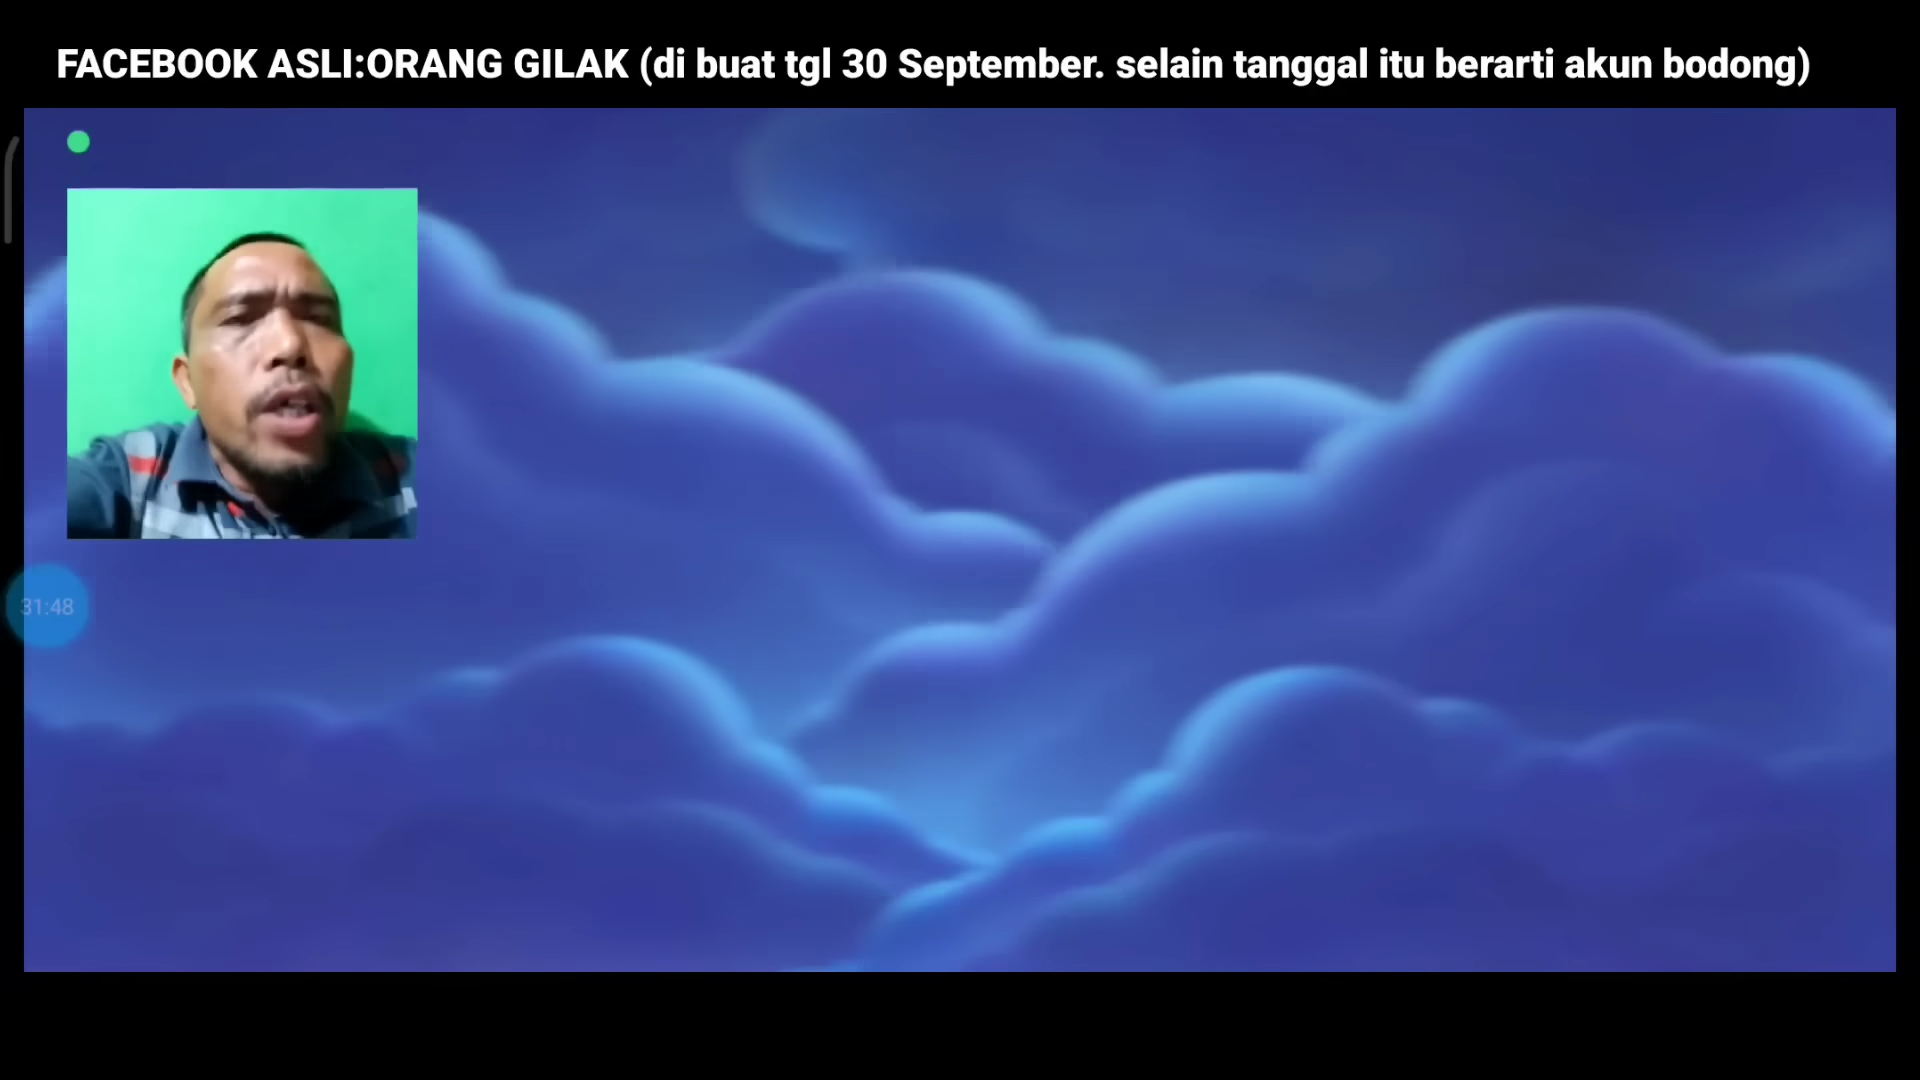 FACEBOOK ASLI:ORANG GILAK (di buat tgl 30 September. selain tanggal itu berarti akun bodong)
31:48